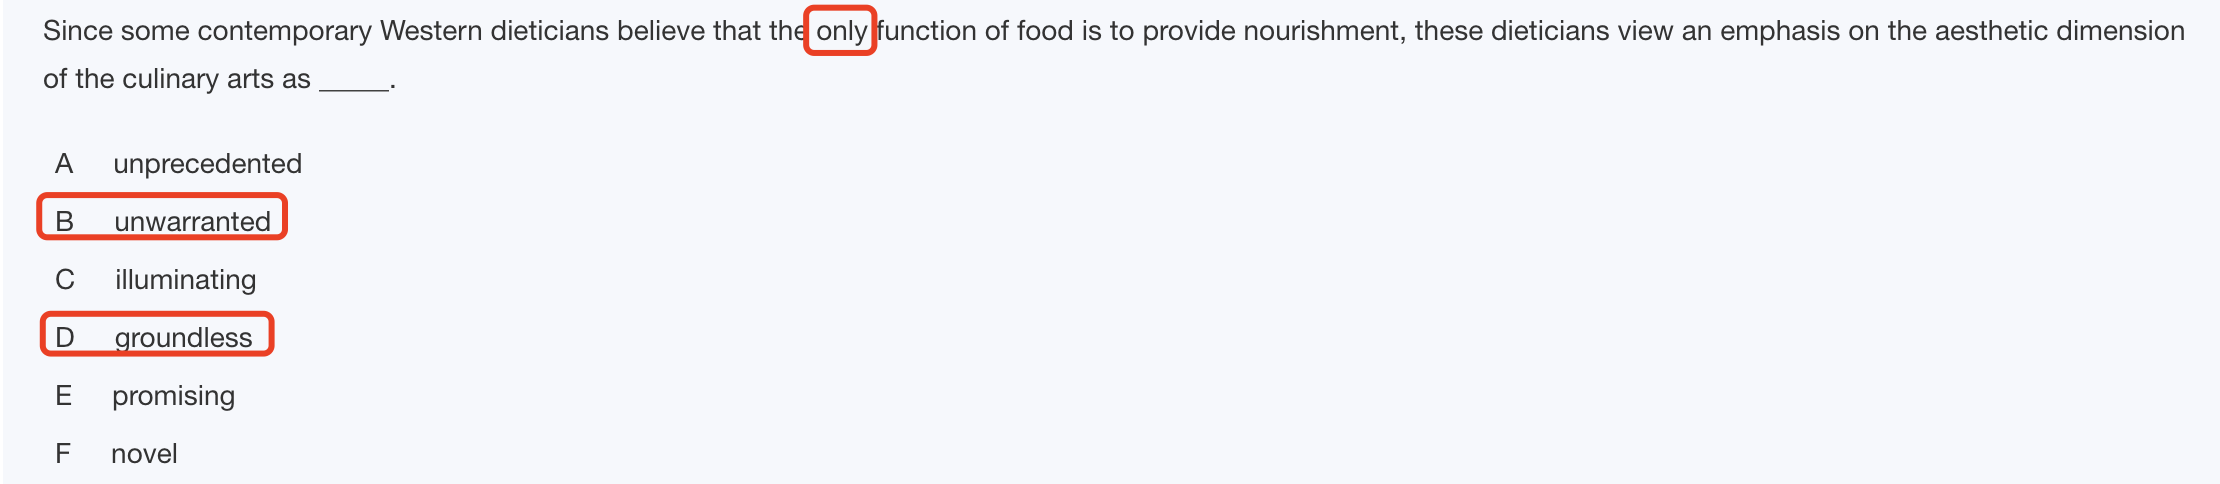 Since some contemporary Western dieticians believe that the only function of food is to provide nourishment, these dieticians view an emphasis on the aesthetic dimension
of the culinary arts as _____.
A unprecedented
B unwarranted
C illuminating
D groundless
E promising
F novel